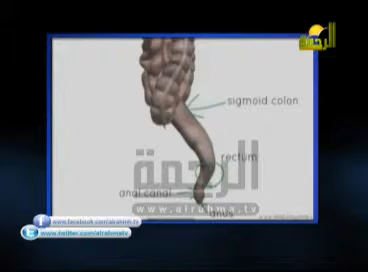 الرحمة
sigmoid colon
rectum
الرحمة
anal canal
www.alrahma.tv
anus
www.facebook.com/alrahmh.tv
www.twitter.com/alrahmatv